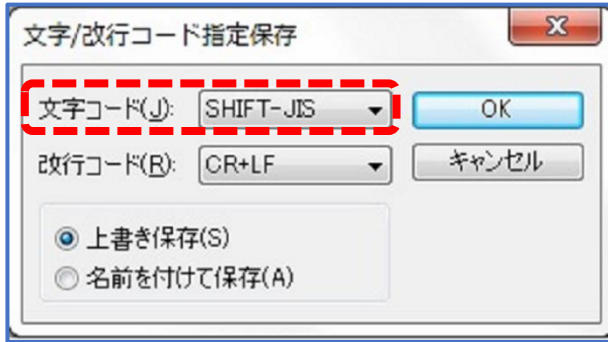 文字/改行コード指定保存
文字コード(J): SHIFT-JIS OK
改行コード(R): CR+LF キャンセル
上書き保存(S)
名前を付けて保存(A)